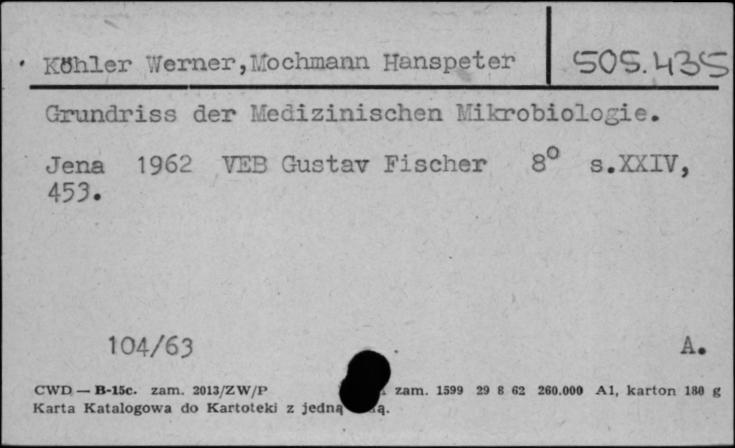 Köhler Werner,Mochmann Hanspeter
505.435
Grundriss der Medizinischen Mikrobiologie.
Jena 1962 VEB Gustav Fischer 8° s.XXIV,
453.
104/63 A.
CWD — B-15c. zam. 2013/ZW/P zam. 1599 29 8 62 260.000 A1, karton 180 g
Karta Katalogowa do Kartoteki z jedną